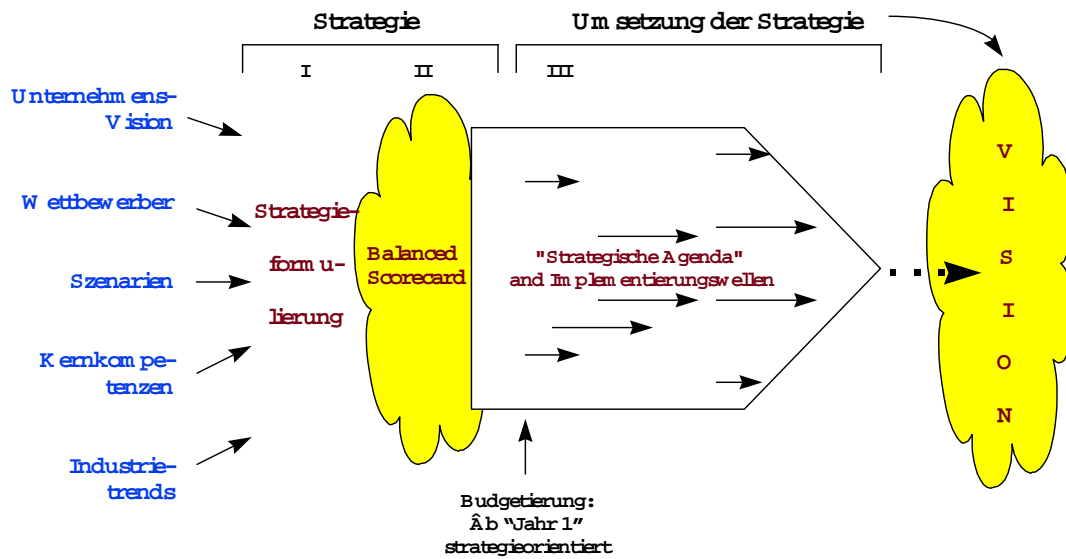 Strategie
Umsetzung der Strategie
I
II
III
Unternehmens-
Vision
Wettbewerber
Szenarien
Kernkompe-
tenzen
Industrie-
trends
Strategie-
formu-
lierung
Balanced
Scorecard
"Strategische Agenda"
and Implementierungswellen
V
I
S
I
O
N
Budgetierung:
Âb “Jahr 1”
strategieorientiert